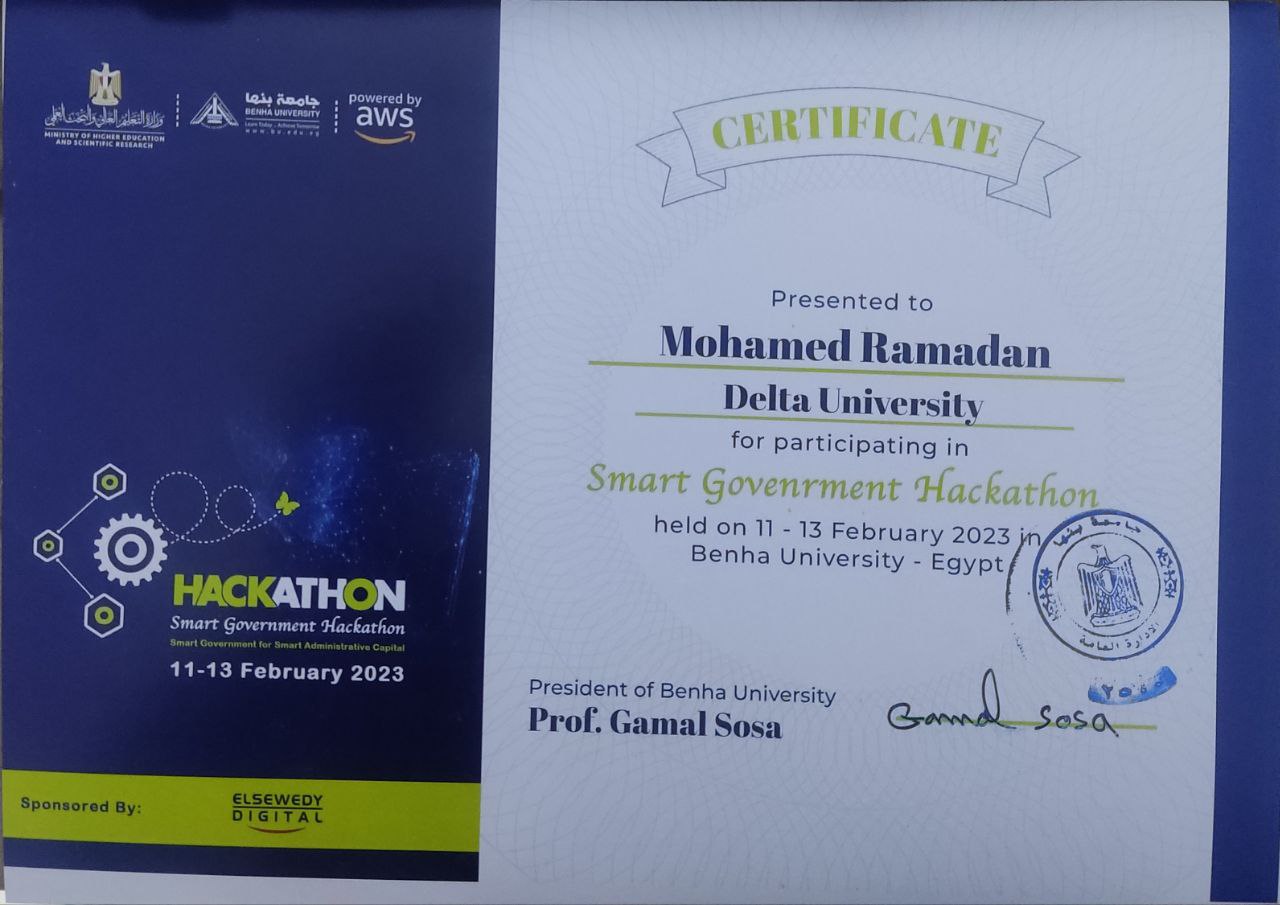 وزارة التعليم العالي والبحث العلمي
MINISTRY OF HIGHER EDUCATION
AND SCIENTIFIC RESEARCH
جامعة بنها
BENHA UNIVERSITY
Learn Today - Achieve Tomorrow
www.bu.edu.eg
powered by
aws
HACKATHON
Smart Government Hackathon
Smart Government for Smart Administrative Capital
11-13 February 2023
Sponsored By:
ELSEWEDY
DIGITAL
CERTIFICATE
Presented to
Mohamed Ramadan
Delta University
for participating in
Smart Govenrment Hackathon
held on 11 - 13 February 2023 in
Benha University - Egypt
جامعة بنها
الادارة العامة
President of Benha University
Prof. Gamal Sosa
Gamal Sosa